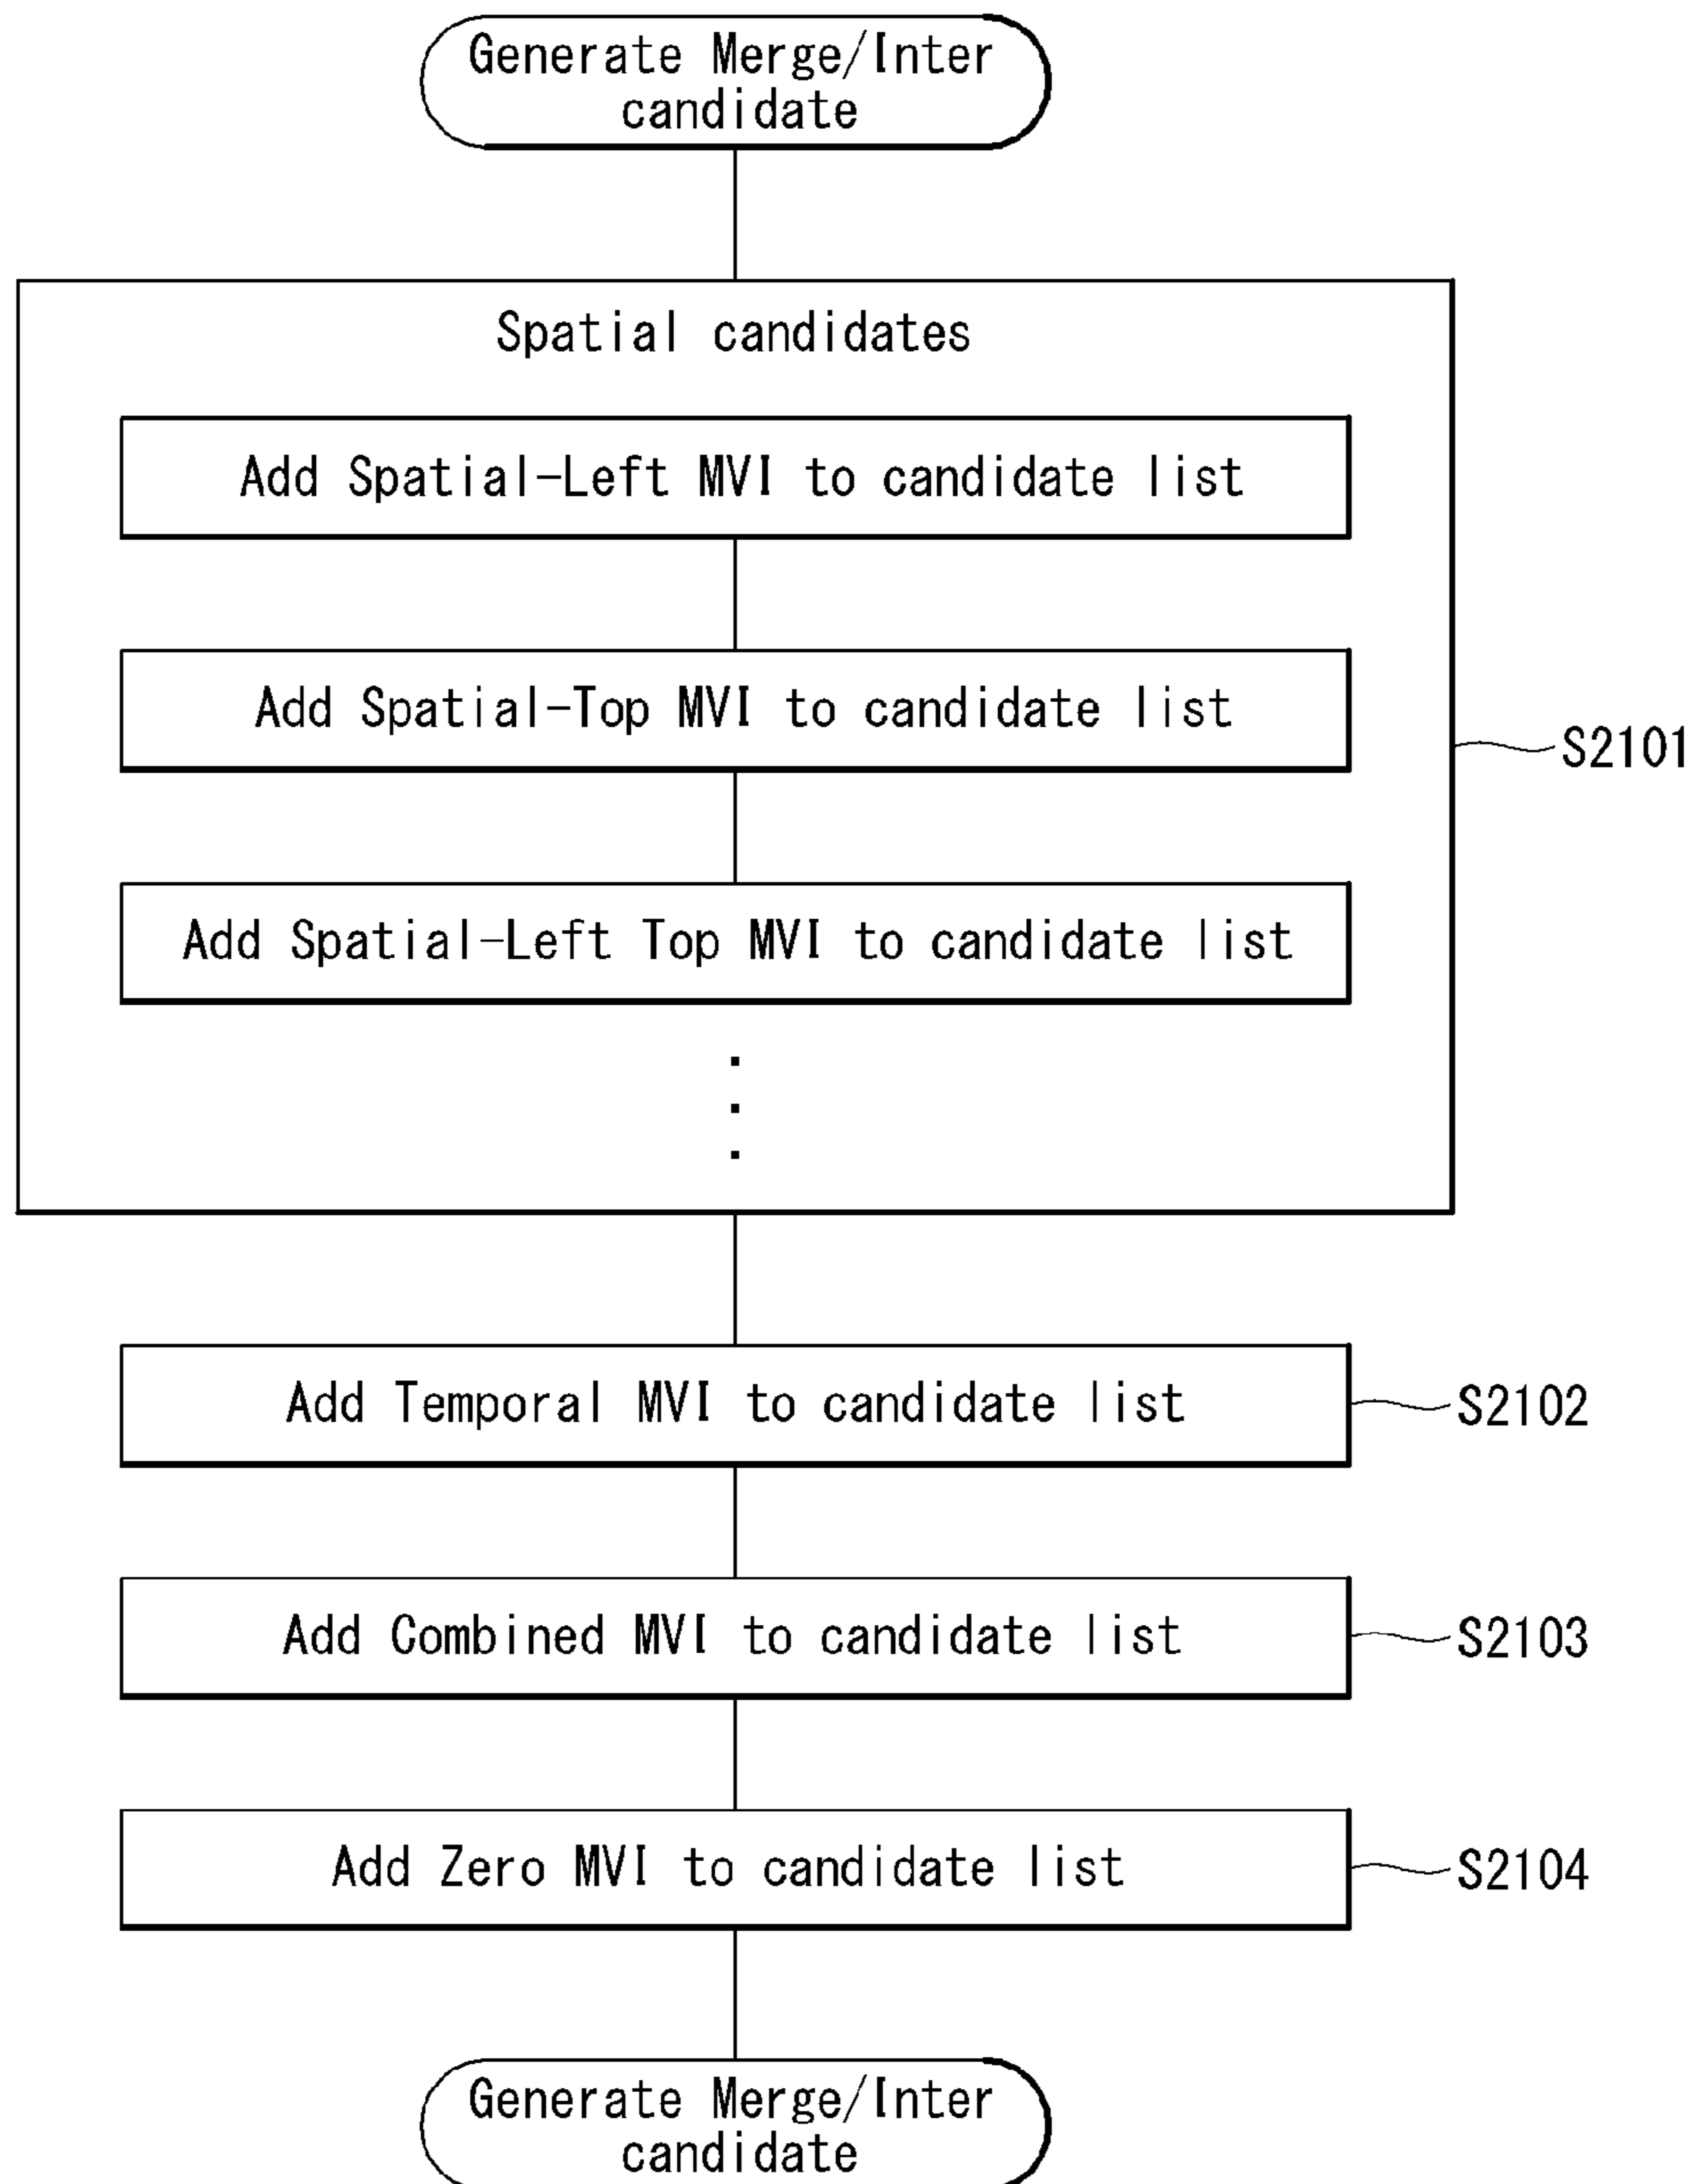 Generate Merge/Inter
candidate
Spatial candidates
Add Spatial-Left MVI to candidate list
Add Spatial-Top MVI to candidate list
S2101
Add Spatial-Left Top MVI to candidate list
Add Temporal MVI to candidate list
S2102
Add Combined MVI to candidate list
S2103
Add Zero MVI to candidate list
S2104
Generate Merge/Inter
candidate